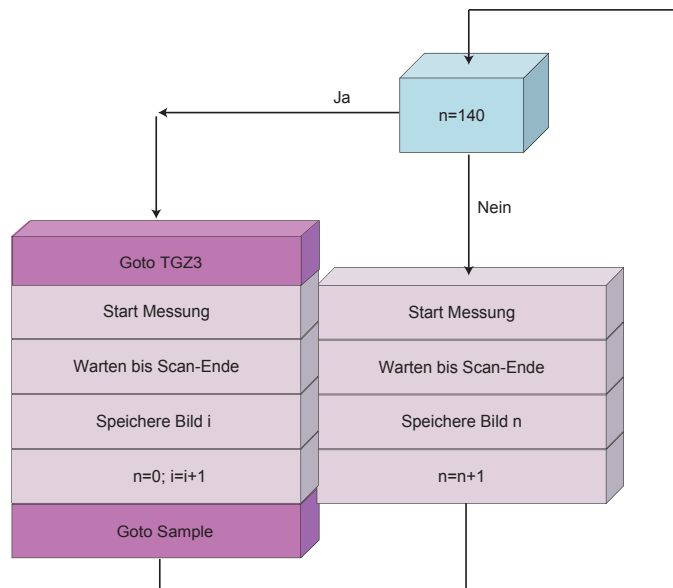 n=140
Ja
Nein
Goto TGZ3
Start Messung
Warten bis Scan-Ende
Speichere Bild i
n=0; i=i+1
Goto Sample
Start Messung
Warten bis Scan-Ende
Speichere Bild n
n=n+1